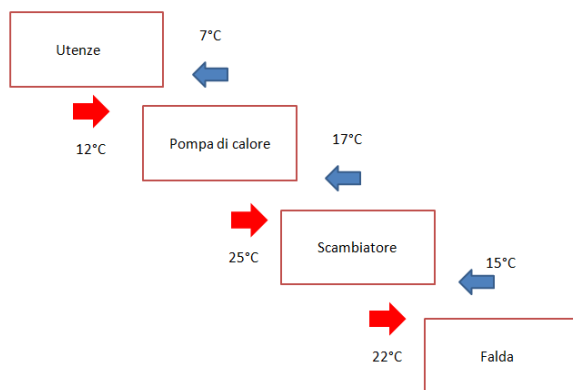 7°C
Utenze
12°C
Pompa di calore
17°C
25°C
Scambiatore
15°C
22°C
Falda